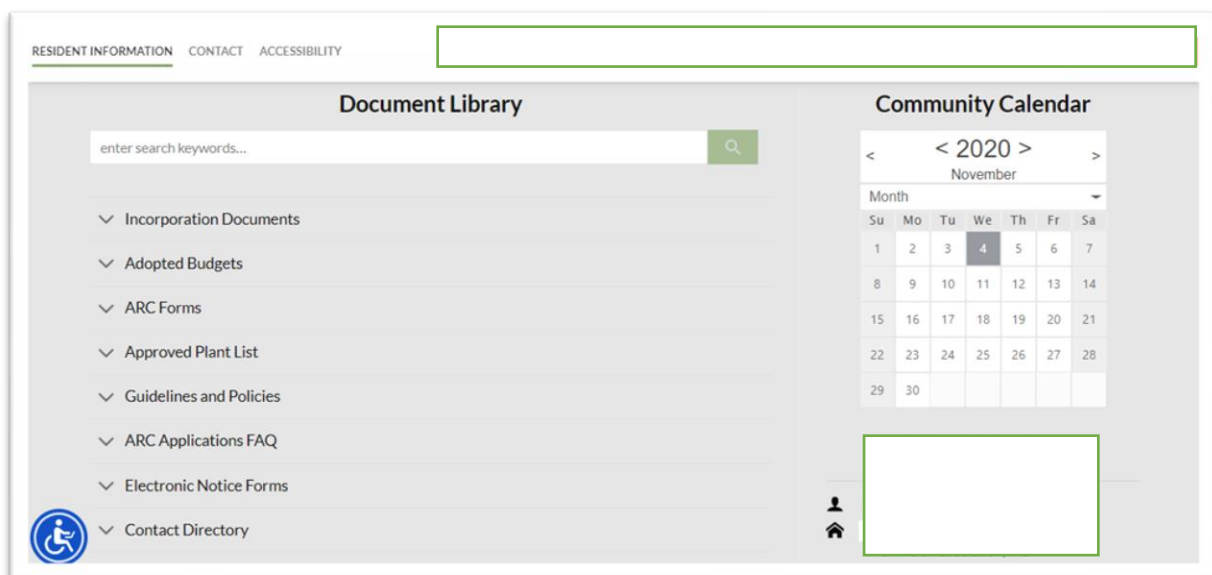 RESIDENT INFORMATION CONTACT ACCESSIBILITY
Document Library
enter search keywords...
Incorporation Documents
Adopted Budgets
ARC Forms
Approved Plant List
Guidelines and Policies
ARC Applications FAQ
Electronic Notice Forms
Contact Directory
Community Calendar
< < 2020 > >
November
Month
Su Mo Tu We Th Fr Sa
1 2 3 4 5 6 7
8 9 10 11 12 13 14
15 16 17 18 19 20 21
22 23 24 25 26 27 28
29 30